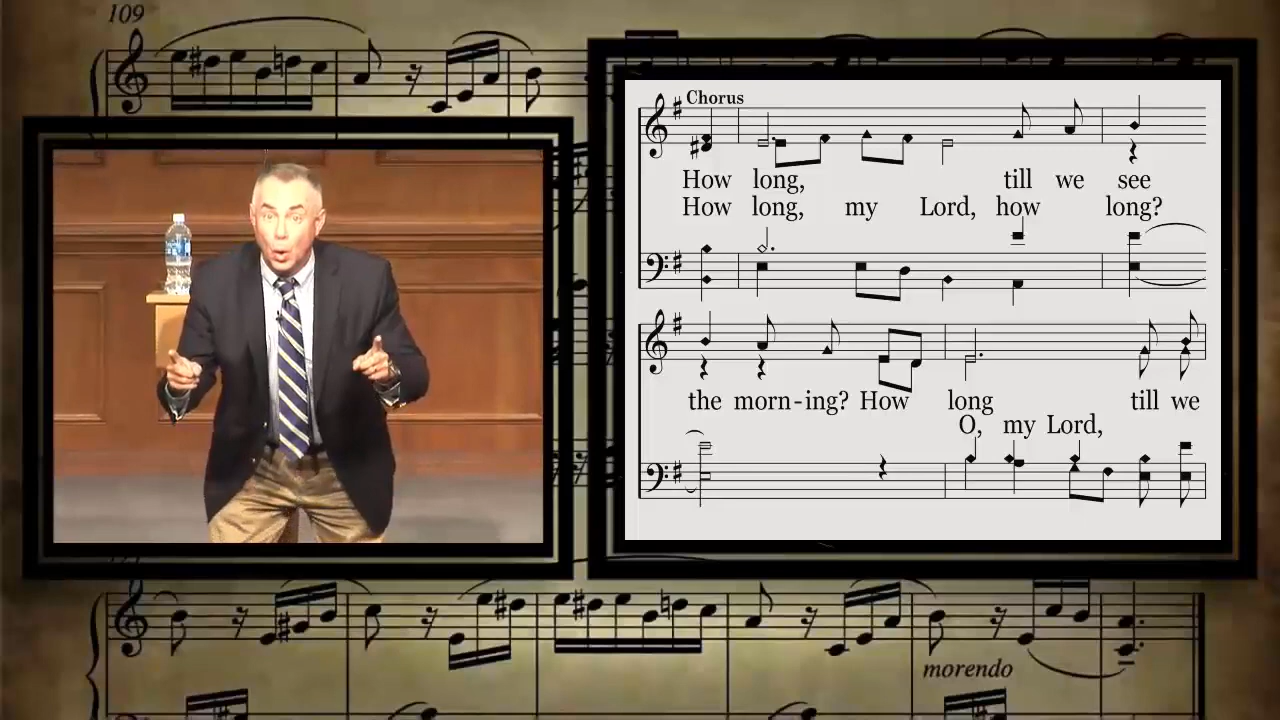 109
Chorus
How long, till we see
How long, my Lord, how long?
the morn-ing? How long till we
O, my Lord,
morendo